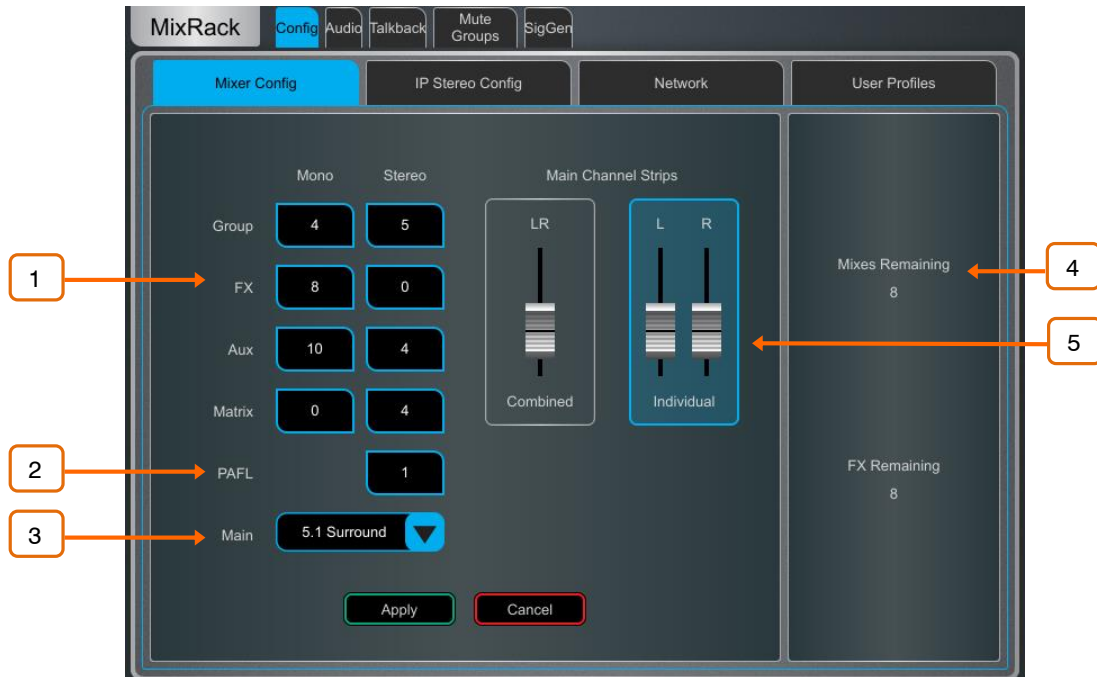 MixRack Config Audio Talkback Mute Groups SigGen
Mixer Config IP Stereo Config Network User Profiles
Mono Stereo Main Channel Strips
Group 4 5 LR L R
1 FX 8 0 Mixes Remaining 4
8
5
Aux 10 4
Matrix 0 4 Combined Individual
2 PAFL 1 FX Remaining
8
3 Main 5.1 Surround
Apply Cancel